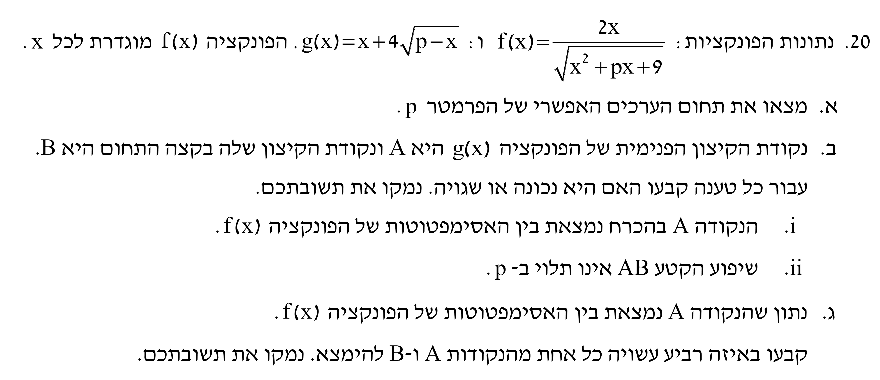 20. נתונות הפונקציות: f(x)=2x/√(x²+px+9) ו: g(x)=x+4√(p-x). הפונקציה f(x) מוגדרת לכל x.
א. מצאו את תחום הערכים האפשרי של הפרמטר p.
ב. נקודת הקיצון הפנימית של הפונקציה g(x) היא A ונקודת הקיצון שלה בקצה התחום היא B.
עבור כל טענה קבעו האם היא נכונה או שגויה. נמקו את תשובתכם.
i. הנקודה A בהכרח נמצאת בין האסימפטוטות של הפונקציה f(x).
ii. שיפוע הקטע AB אינו תלוי ב- p.
ג. נתון שהנקודה A נמצאת בין האסימפטוטות של הפונקציה f(x).
קבעו באיזה רביע עשויה כל אחת מהנקודות A ו-B להימצא. נמקו את תשובתכם.